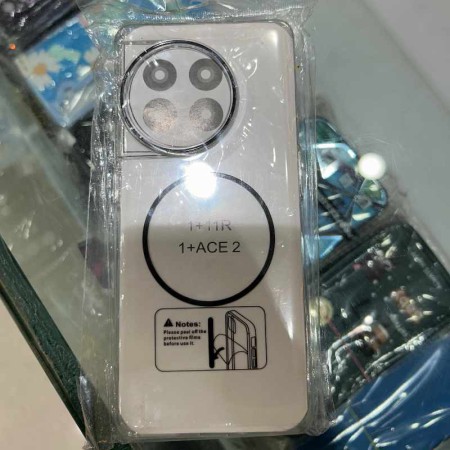 1+11R
1+ACE 2
Notes:
Please peel off the
protective films
before use it.